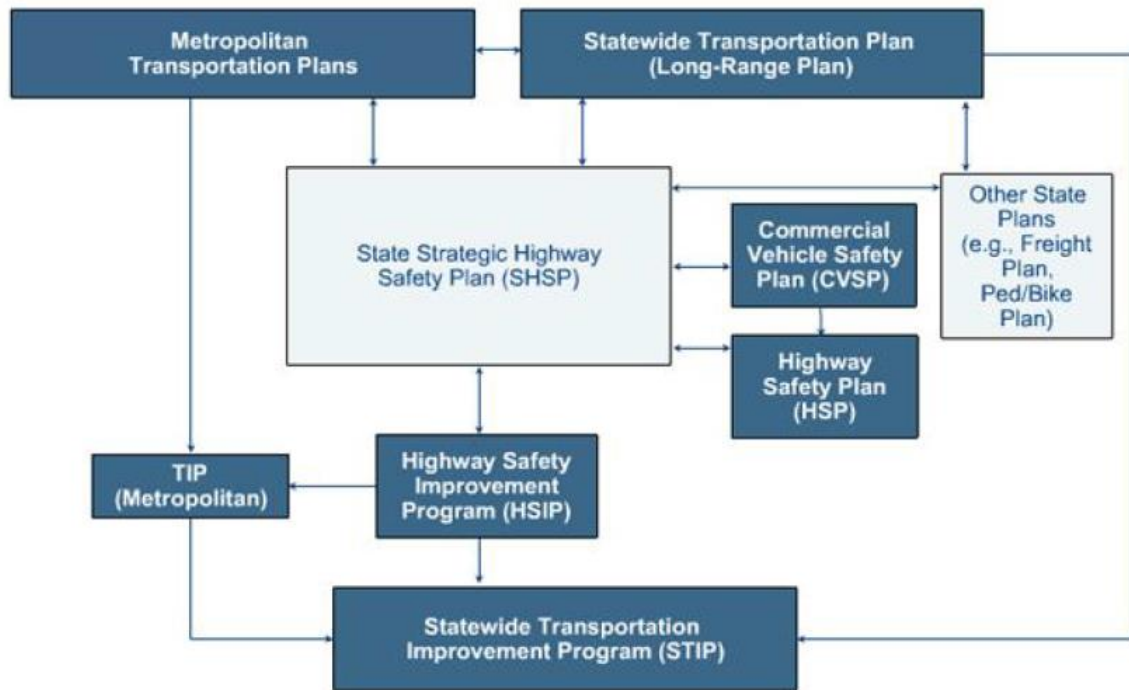 Metropolitan
Transportation Plans
Statewide Transportation Plan
(Long-Range Plan)
State Strategic Highway
Safety Plan (SHSP)
Commercial
Vehicle Safety
Plan (CVSP)
Other State
Plans
(e.g., Freight
Plan,
Ped/Bike
Plan)
Highway
Safety Plan
(HSP)
TIP
(Metropolitan)
Highway Safety
Improvement
Program (HSIP)
Statewide Transportation
Improvement Program (STIP)